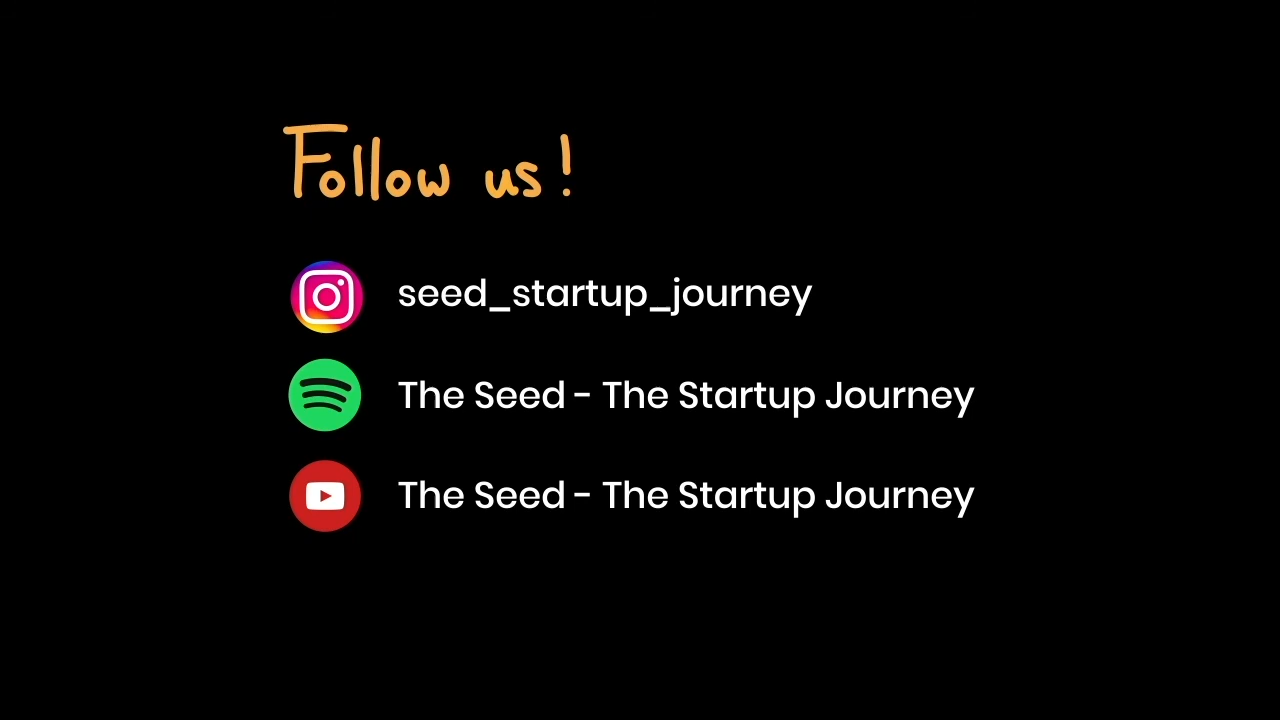 Follow us!
seed_startup_journey
The Seed - The Startup Journey
The Seed - The Startup Journey